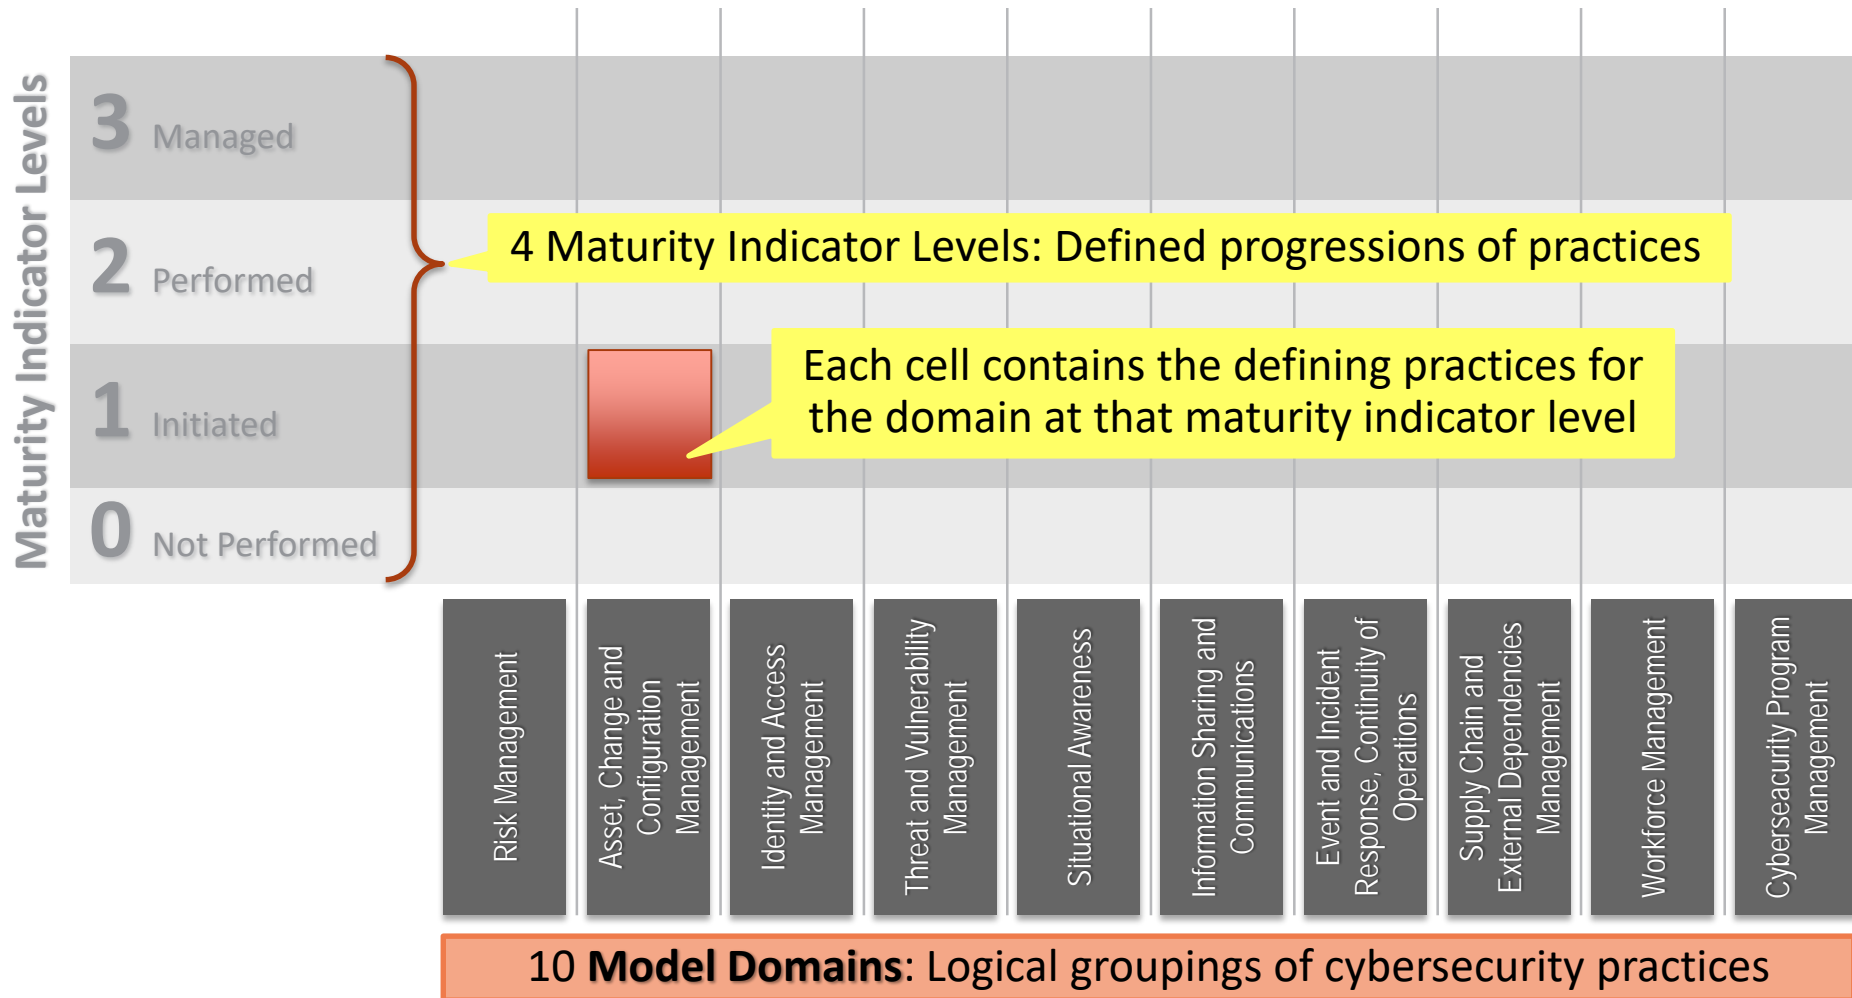 Maturity Indicator Levels
3 Managed
2 Performed
1 Initiated
0 Not Performed
4 Maturity Indicator Levels: Defined progressions of practices
Each cell contains the defining practices for
the domain at that maturity indicator level
Risk Management
Asset, Change and
Configuration
Management
Identity and Access
Management
Threat and Vulnerability
Management
Situational Awareness
Information Sharing and
Communications
Event and Incident
Response, Continuity of
Operations
Supply Chain and
External Dependencies
Management
Workforce Management
Cyberseacurity Program
Management
10 Model Domains: Logical groupings of cybersecurity practices